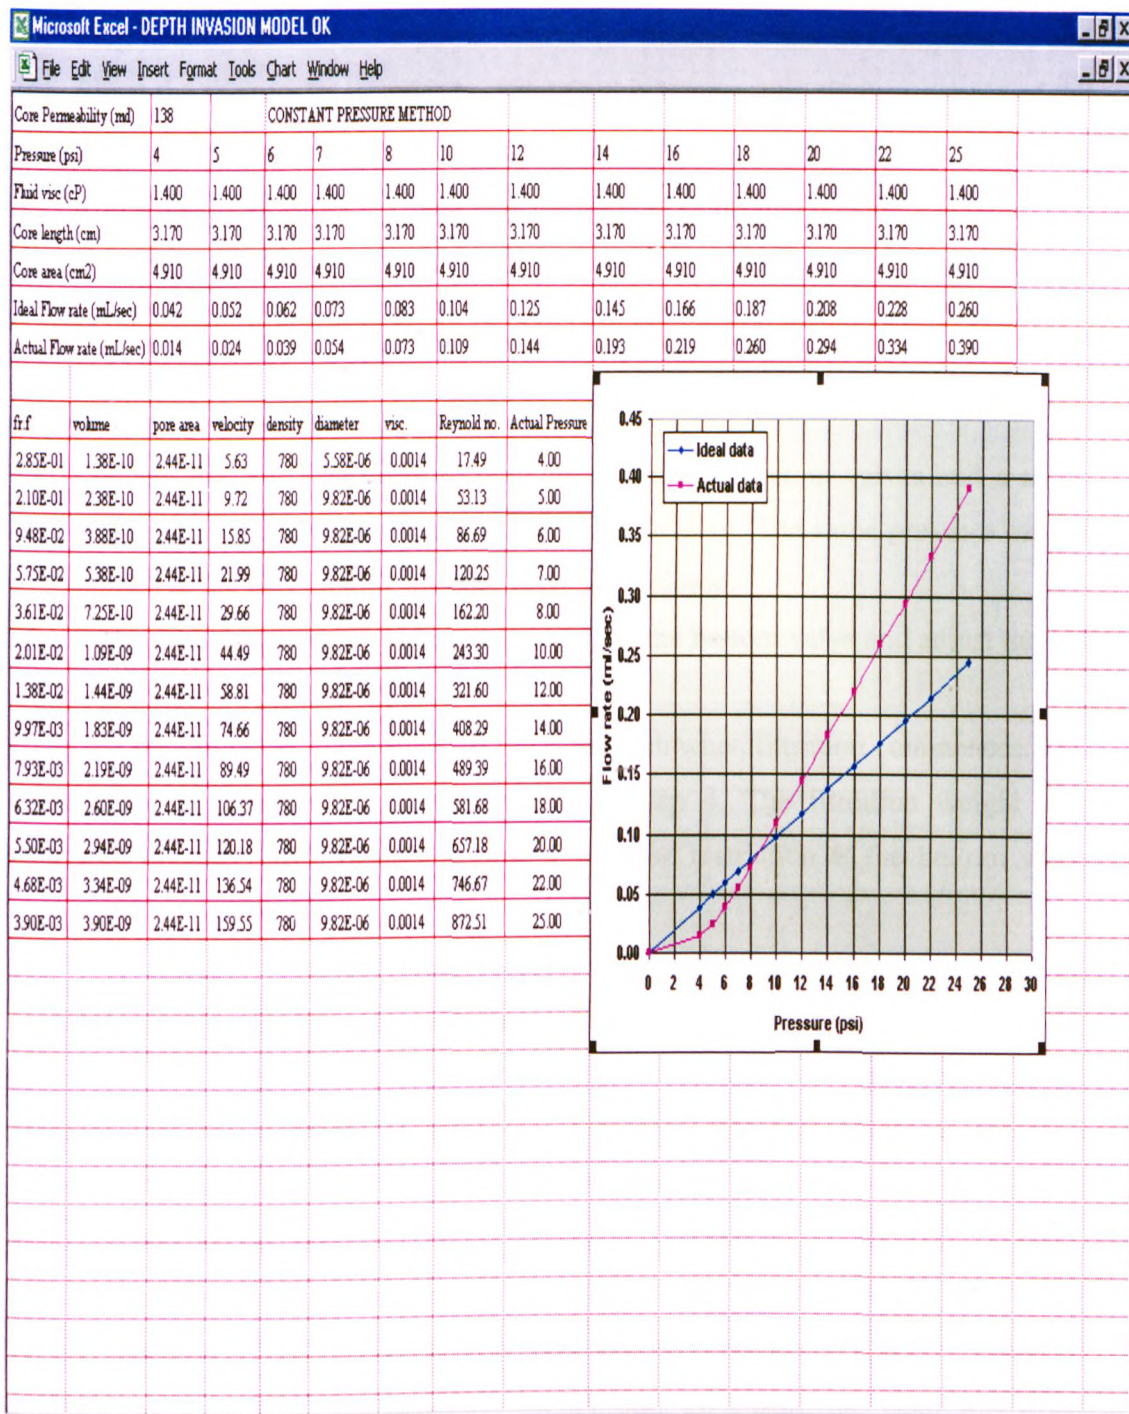 Microsoft Excel - DEPTH INVASION MODEL OK
File Edit View Insert Format Tools Chart Window Help
Core Permeability (md) 138 CONSTANT PRESSURE METHOD
Pressure (psi) 4 5 6 7 8 10 12 14 16 18 20 22 25
Fluid visc (cP) 1.400 1.400 1.400 1.400 1.400 1.400 1.400 1.400 1.400 1.400 1.400 1.400 1.400
Core length (cm) 3.170 3.170 3.170 3.170 3.170 3.170 3.170 3.170 3.170 3.170 3.170 3.170 3.170
Core area (cm2) 4.910 4.910 4.910 4.910 4.910 4.910 4.910 4.910 4.910 4.910 4.910 4.910 4.910
Ideal Flow rate (mL/sec) 0.042 0.052 0.062 0.073 0.083 0.104 0.125 0.145 0.166 0.187 0.208 0.228 0.260
Actual Flow rate (mL/sec) 0.014 0.024 0.039 0.054 0.073 0.109 0.144 0.193 0.219 0.260 0.294 0.334 0.390
fr.f volume pore area velocity density diameter visc. Reynold no. Actual Pressure
2.85E-01 1.38E-10 2.44E-11 5.63 780 5.58E-06 0.0014 17.49 4.00
2.10E-01 2.38E-10 2.44E-11 9.72 780 9.82E-06 0.0014 53.13 5.00
9.48E-02 3.88E-10 2.44E-11 15.85 780 9.82E-06 0.0014 86.69 6.00
5.75E-02 5.38E-10 2.44E-11 21.99 780 9.82E-06 0.0014 120.25 7.00
3.61E-02 7.25E-10 2.44E-11 29.66 780 9.82E-06 0.0014 162.20 8.00
2.01E-02 1.09E-09 2.44E-11 44.49 780 9.82E-06 0.0014 243.30 10.00
1.38E-02 1.44E-09 2.44E-11 58.81 780 9.82E-06 0.0014 321.60 12.00
9.97E-03 1.83E-09 2.44E-11 74.66 780 9.82E-06 0.0014 408.29 14.00
7.93E-03 2.19E-09 2.44E-11 89.49 780 9.82E-06 0.0014 489.39 16.00
6.32E-03 2.60E-09 2.44E-11 106.37 780 9.82E-06 0.0014 581.68 18.00
5.50E-03 2.94E-09 2.44E-11 120.18 780 9.82E-06 0.0014 657.18 20.00
4.68E-03 3.34E-09 2.44E-11 136.54 780 9.82E-06 0.0014 746.67 22.00
3.90E-03 3.90E-09 2.44E-11 159.55 780 9.82E-06 0.0014 872.51 25.00
Ideal data
Actual data
Flow rate (ml/sec)
0.45
0.40
0.35
0.30
0.25
0.20
0.15
0.10
0.05
0.00
0 2 4 6 8 10 12 14 16 18 20 22 24 26 28 30
Pressure (psi)